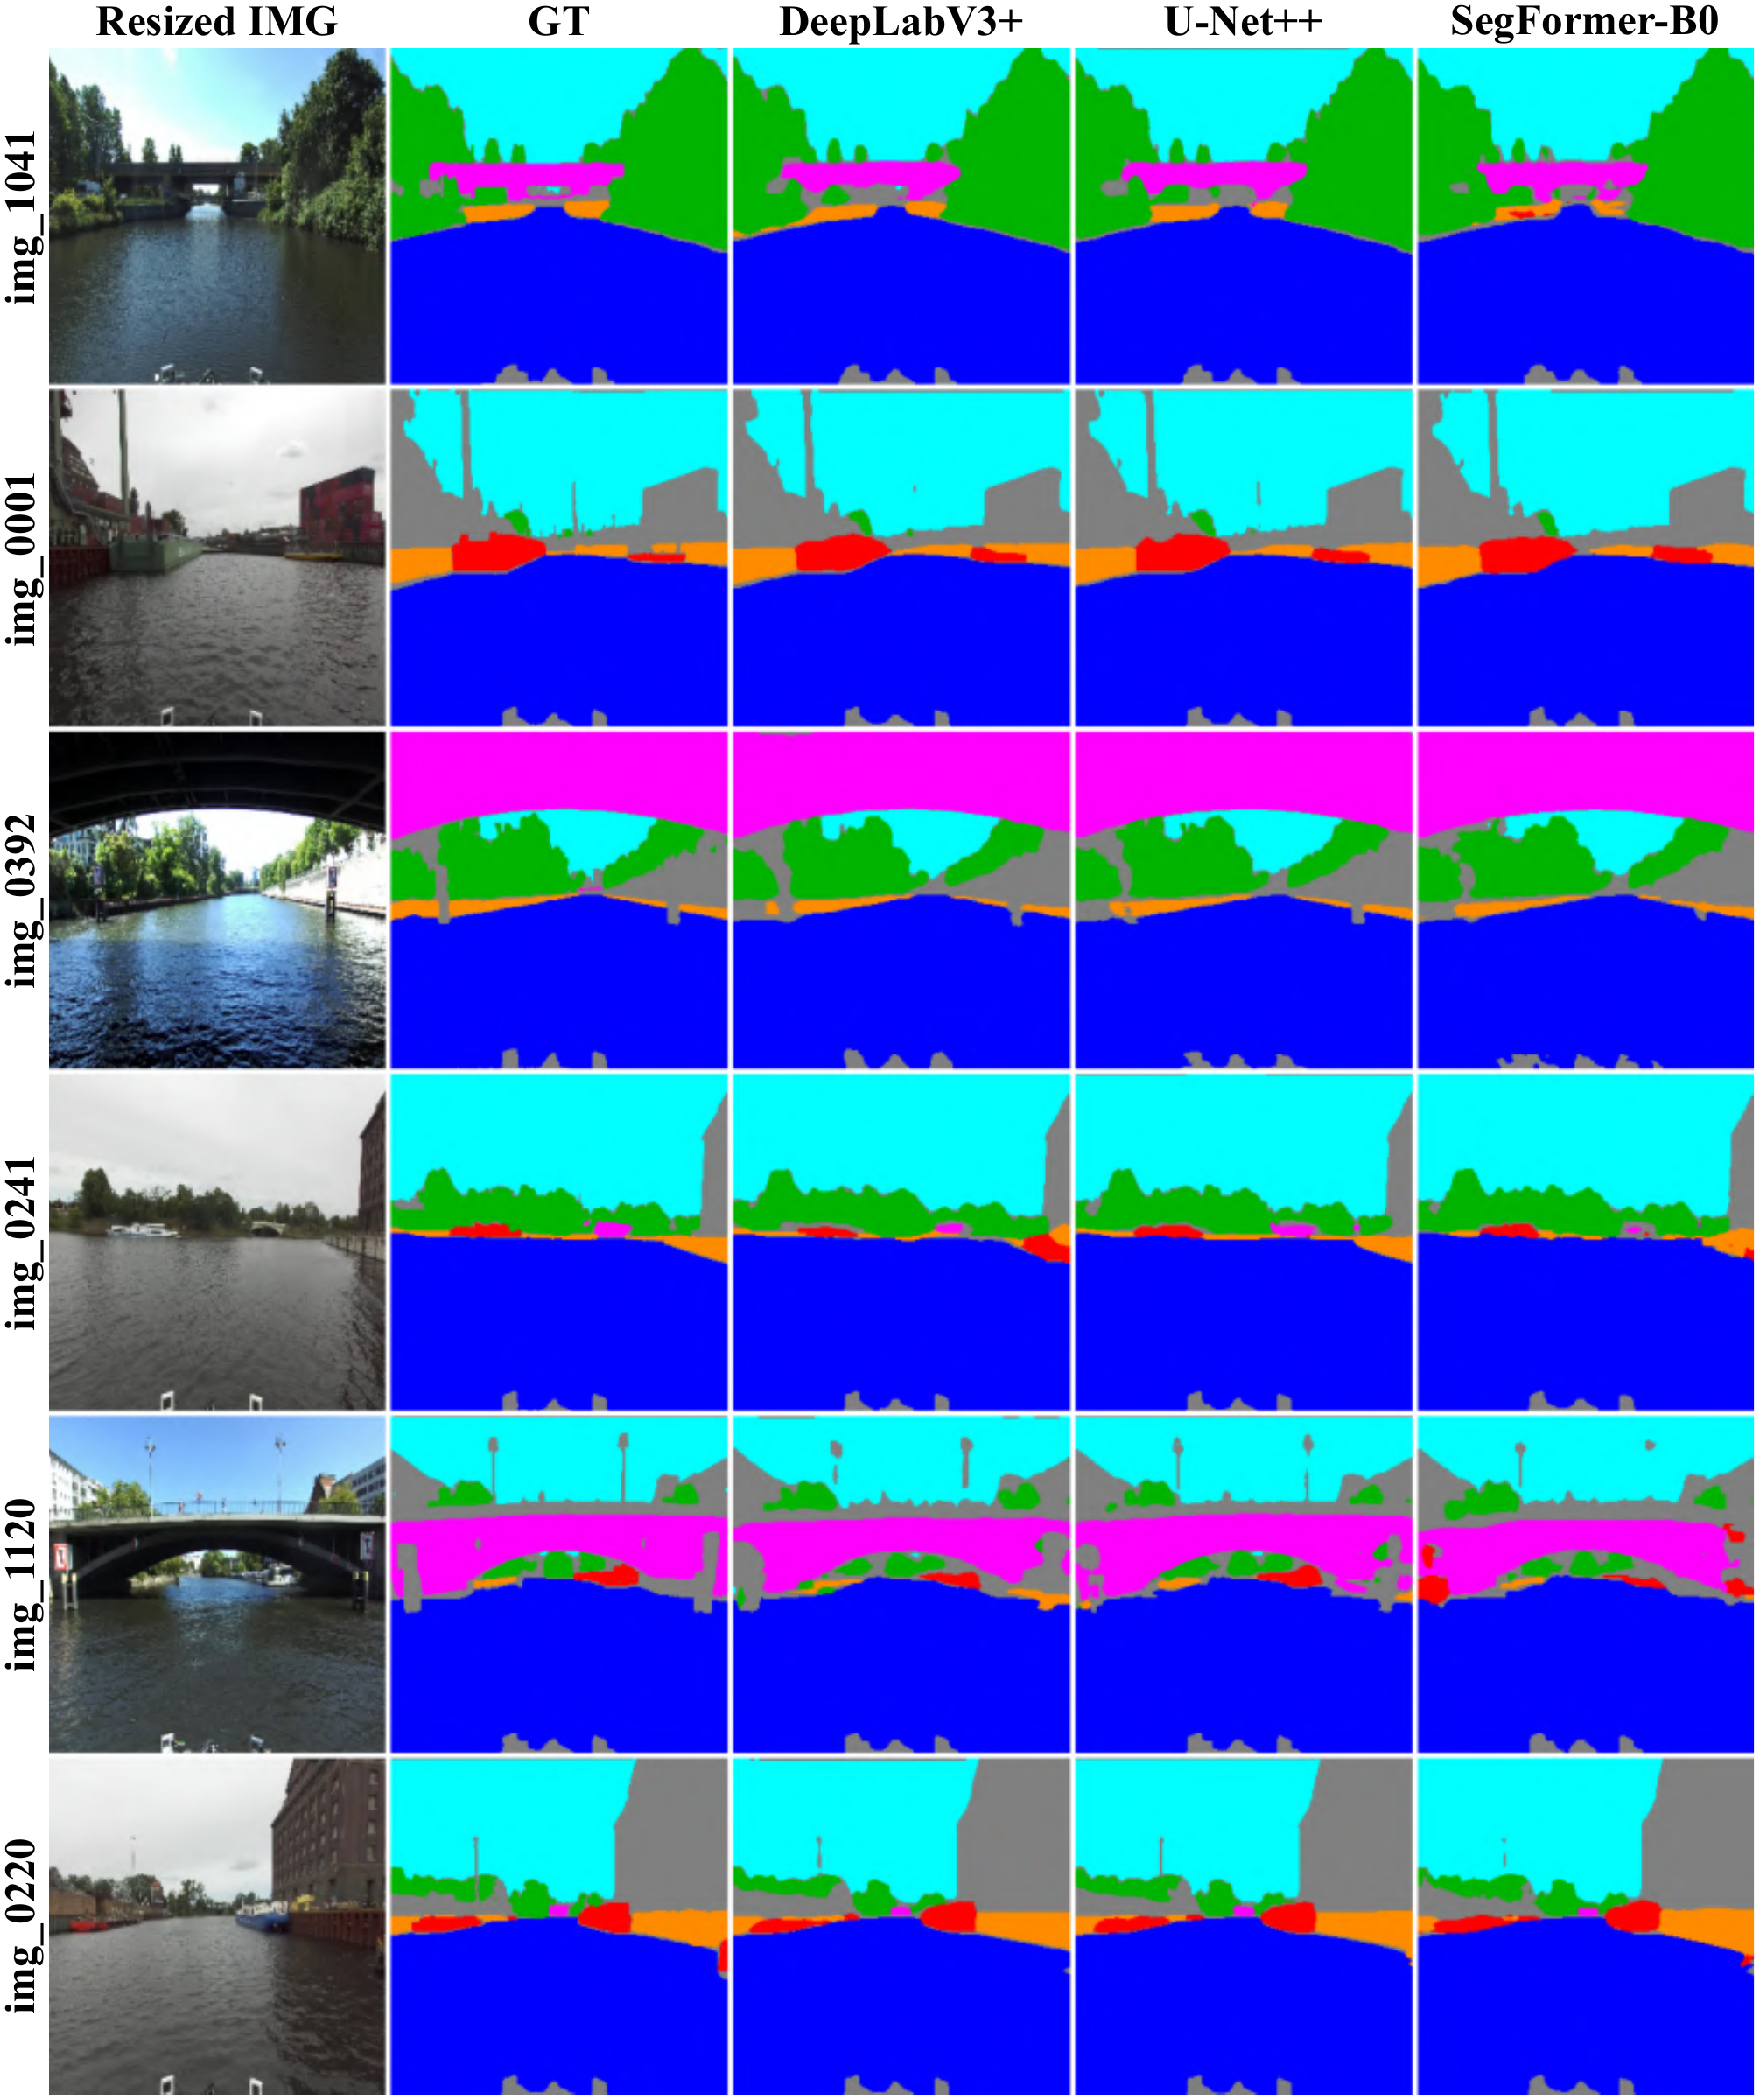 Resized IMG GT DeepLabV3+ U-Net++ SegFormer-B0
img_1041
img_0001
img_0392
img_0241
img_1120
img_0220